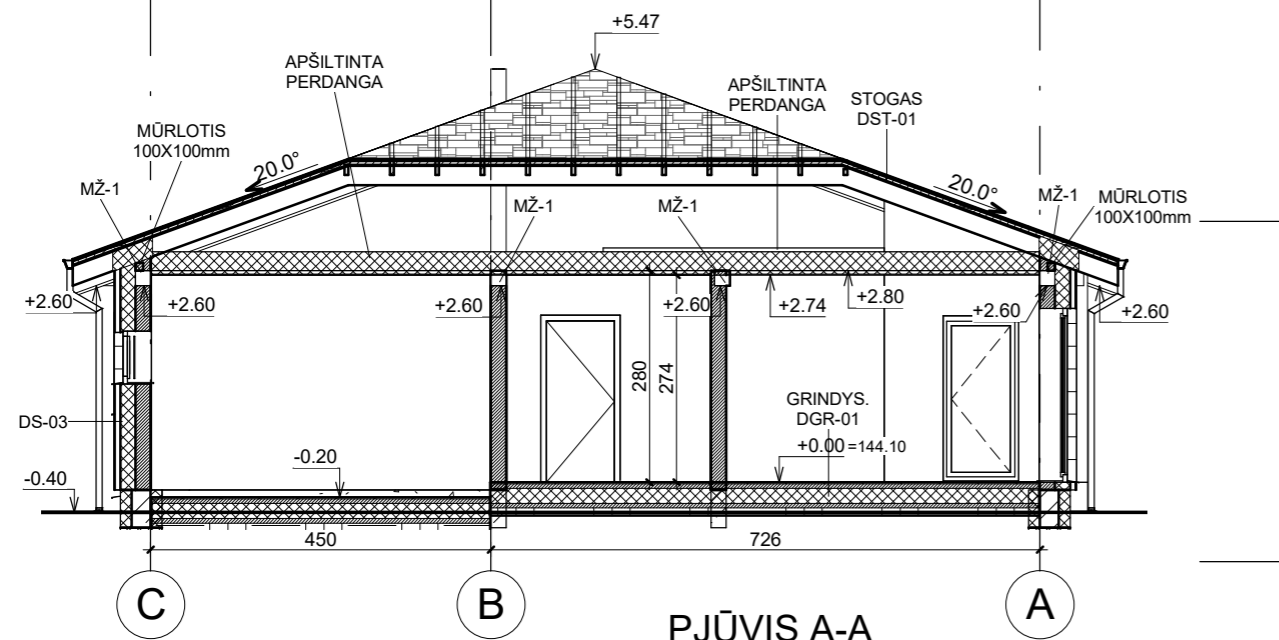 +5.47
APŠILTINTA
PERDANGA
APŠILTINTA
PERDANGA
STOGAS
DST-01
MŪRLOTIS
100X100mm
20.0°
20.0°
MŽ-1
MŽ-1
MŽ-1
MŽ-1
MŪRLOTIS
100X100mm
+2.60
+2.60
+2.60
+2.60
+2.74
+2.80
+2.60
+2.60
280
274
DS-03
GRINDYS.
DGR-01
+0.00 =144.10
-0.20
-0.40
450
726
C
B
A
PJŪVIS A-A